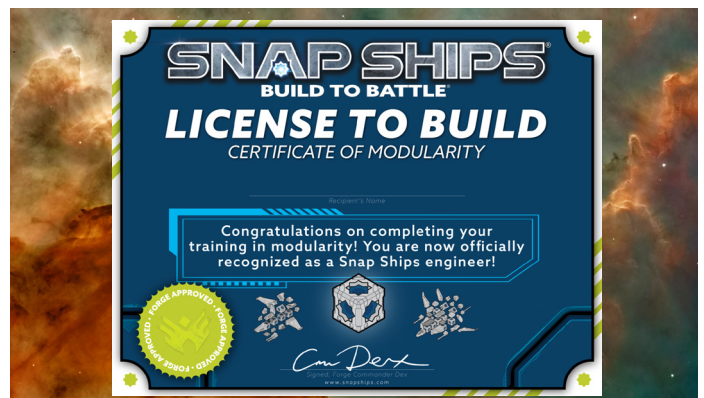 SNAP SHIPS®
BUILD TO BATTLE
LICENSE TO BUILD
CERTIFICATE OF MODULARITY
Recipient's Name
Congratulations on completing your
training in modularity! You are now officially
recognized as a Snap Ships engineer!
FORGE APPROVED • FORGE APPROVED • FORGE APPROVED •
Signed, Forge Commander Dev
www.snapships.com